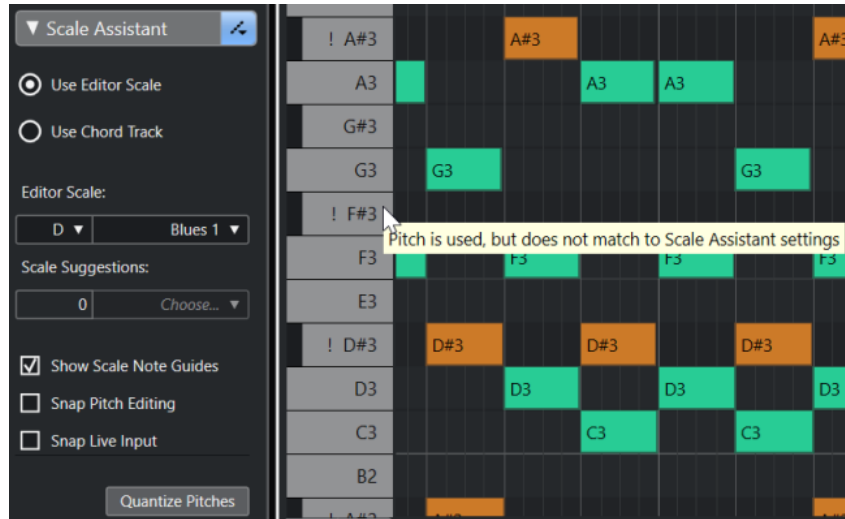 Scale Assistant
Use Editor Scale
Use Chord Track
Editor Scale:
D Blues 1
Scale Suggestions:
0 Choose...
Show Scale Note Guides
Snap Pitch Editing
Snap Live Input
Quantize Pitches
! A#3 A#3
A3 A3 A3
G#3
G3 G3 G3
! F#3
Pitch is used, but does not match to Scale Assistant settings
F3 F3 F3 F3
E3
! D#3 D#3 D#3 D#3
D3 D3 D3 D3
C3 C3 C3
B2